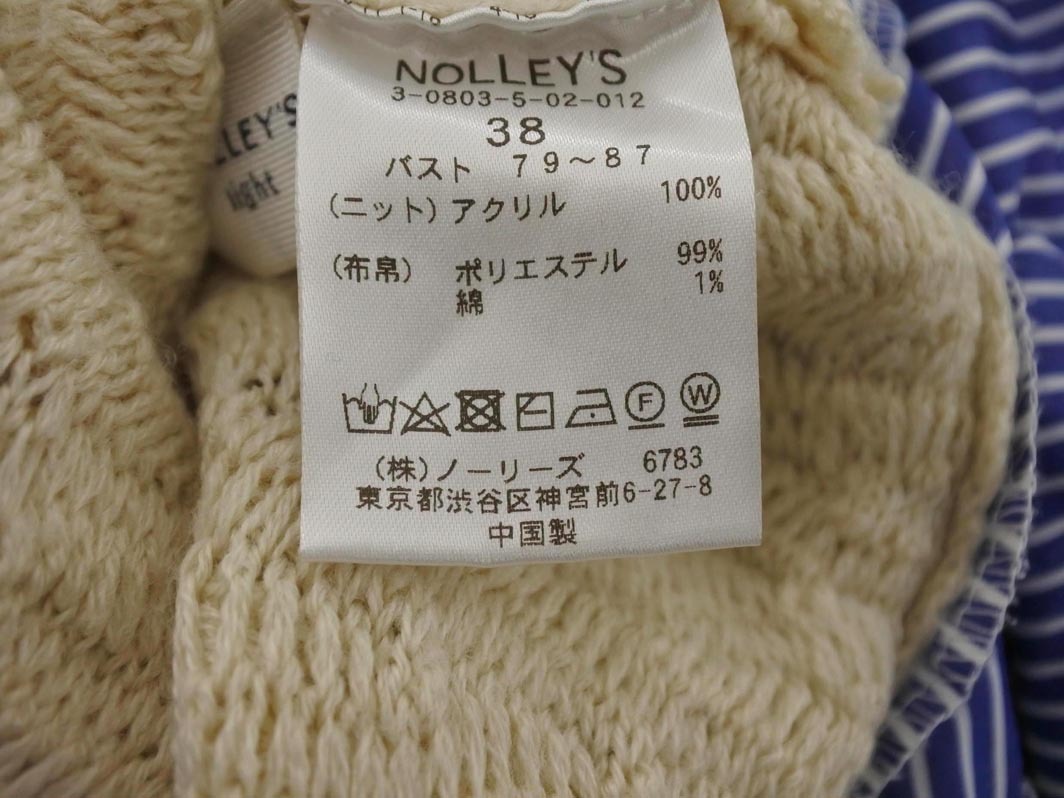 NOLLEY'S
3-0803-5-02-012
38
バスト 79～87
(ニット) アクリル 100%
(布帛) ポリエステル 99%
綿 1%
F W
(株)ノーリーズ 6783
東京都渋谷区神宮前6-27-8
中国製
LLEY'S
light